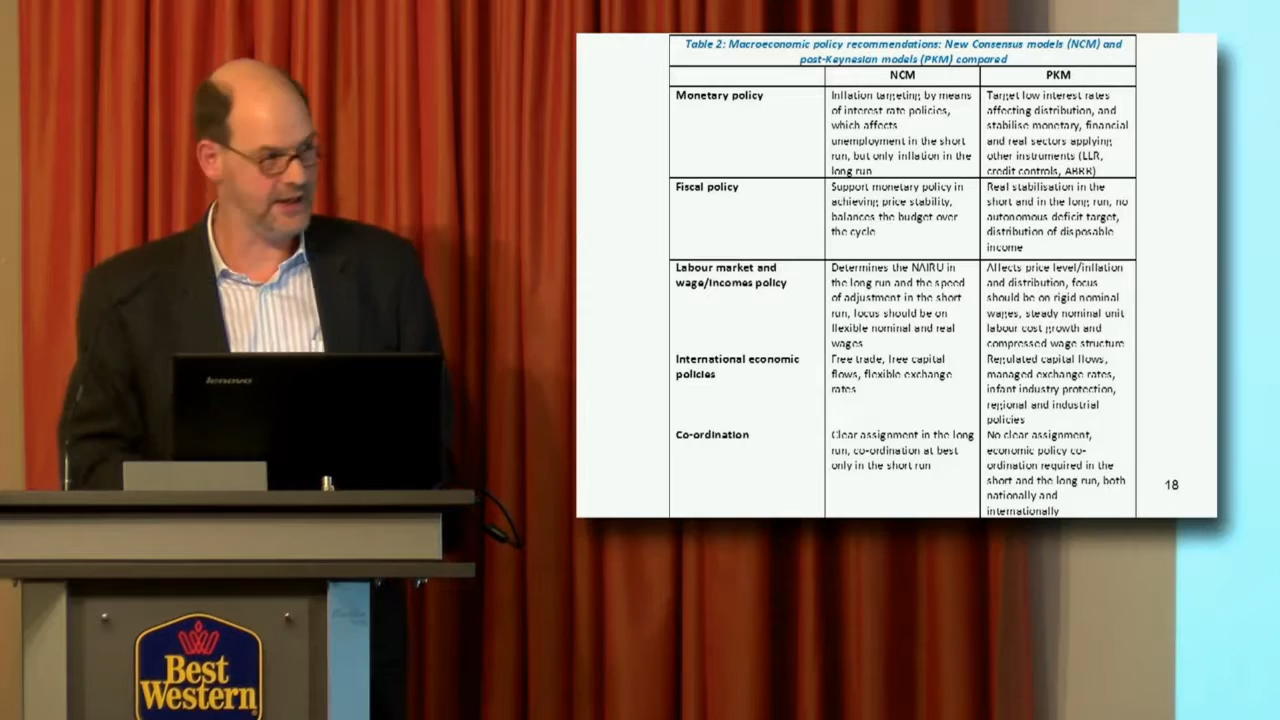 Table 2: Macroeconomic policy recommendations: New Consensus models (NCM) and
post-Keynesian models (PKM) compared
NCM
PKM
Monetary policy
Inflation targeting by means
of interest rate policies,
which affects
unemployment in the short
run, but only inflation in the
long run
Target low interest rates
affecting distribution, and
stabilise monetary, financial
and real sectors applying
other instruments (LLR,
credit controls, ABRR)
Fiscal policy
Support monetary policy in
achieving price stability,
balances the budget over
the cycle
Real stabilisation in the
short and in the long run, no
autonomous deficit target,
distribution of disposable
income
Labour market and
wage/incomes policy
Determines the NAIRU in
the long run and the speed
of adjustment in the short
run, focus should be on
flexible nominal and real
wages
Affects price level/inflation
and distribution, focus
should be on rigid nominal
wages, steady nominal unit
labour cost growth and
compressed wage structure
International economic
policies
Free trade, free capital
flows, flexible exchange
rates
Regulated capital flows,
managed exchange rates,
infant industry protection,
regional and industrial
policies
Co-ordination
Clear assignment in the long
run, co-ordination at best
only in the short run
No clear assignment,
economic policy co-
ordination required in the
short and the long run, both
nationally and
internationally
18
lenovo
Best
Western